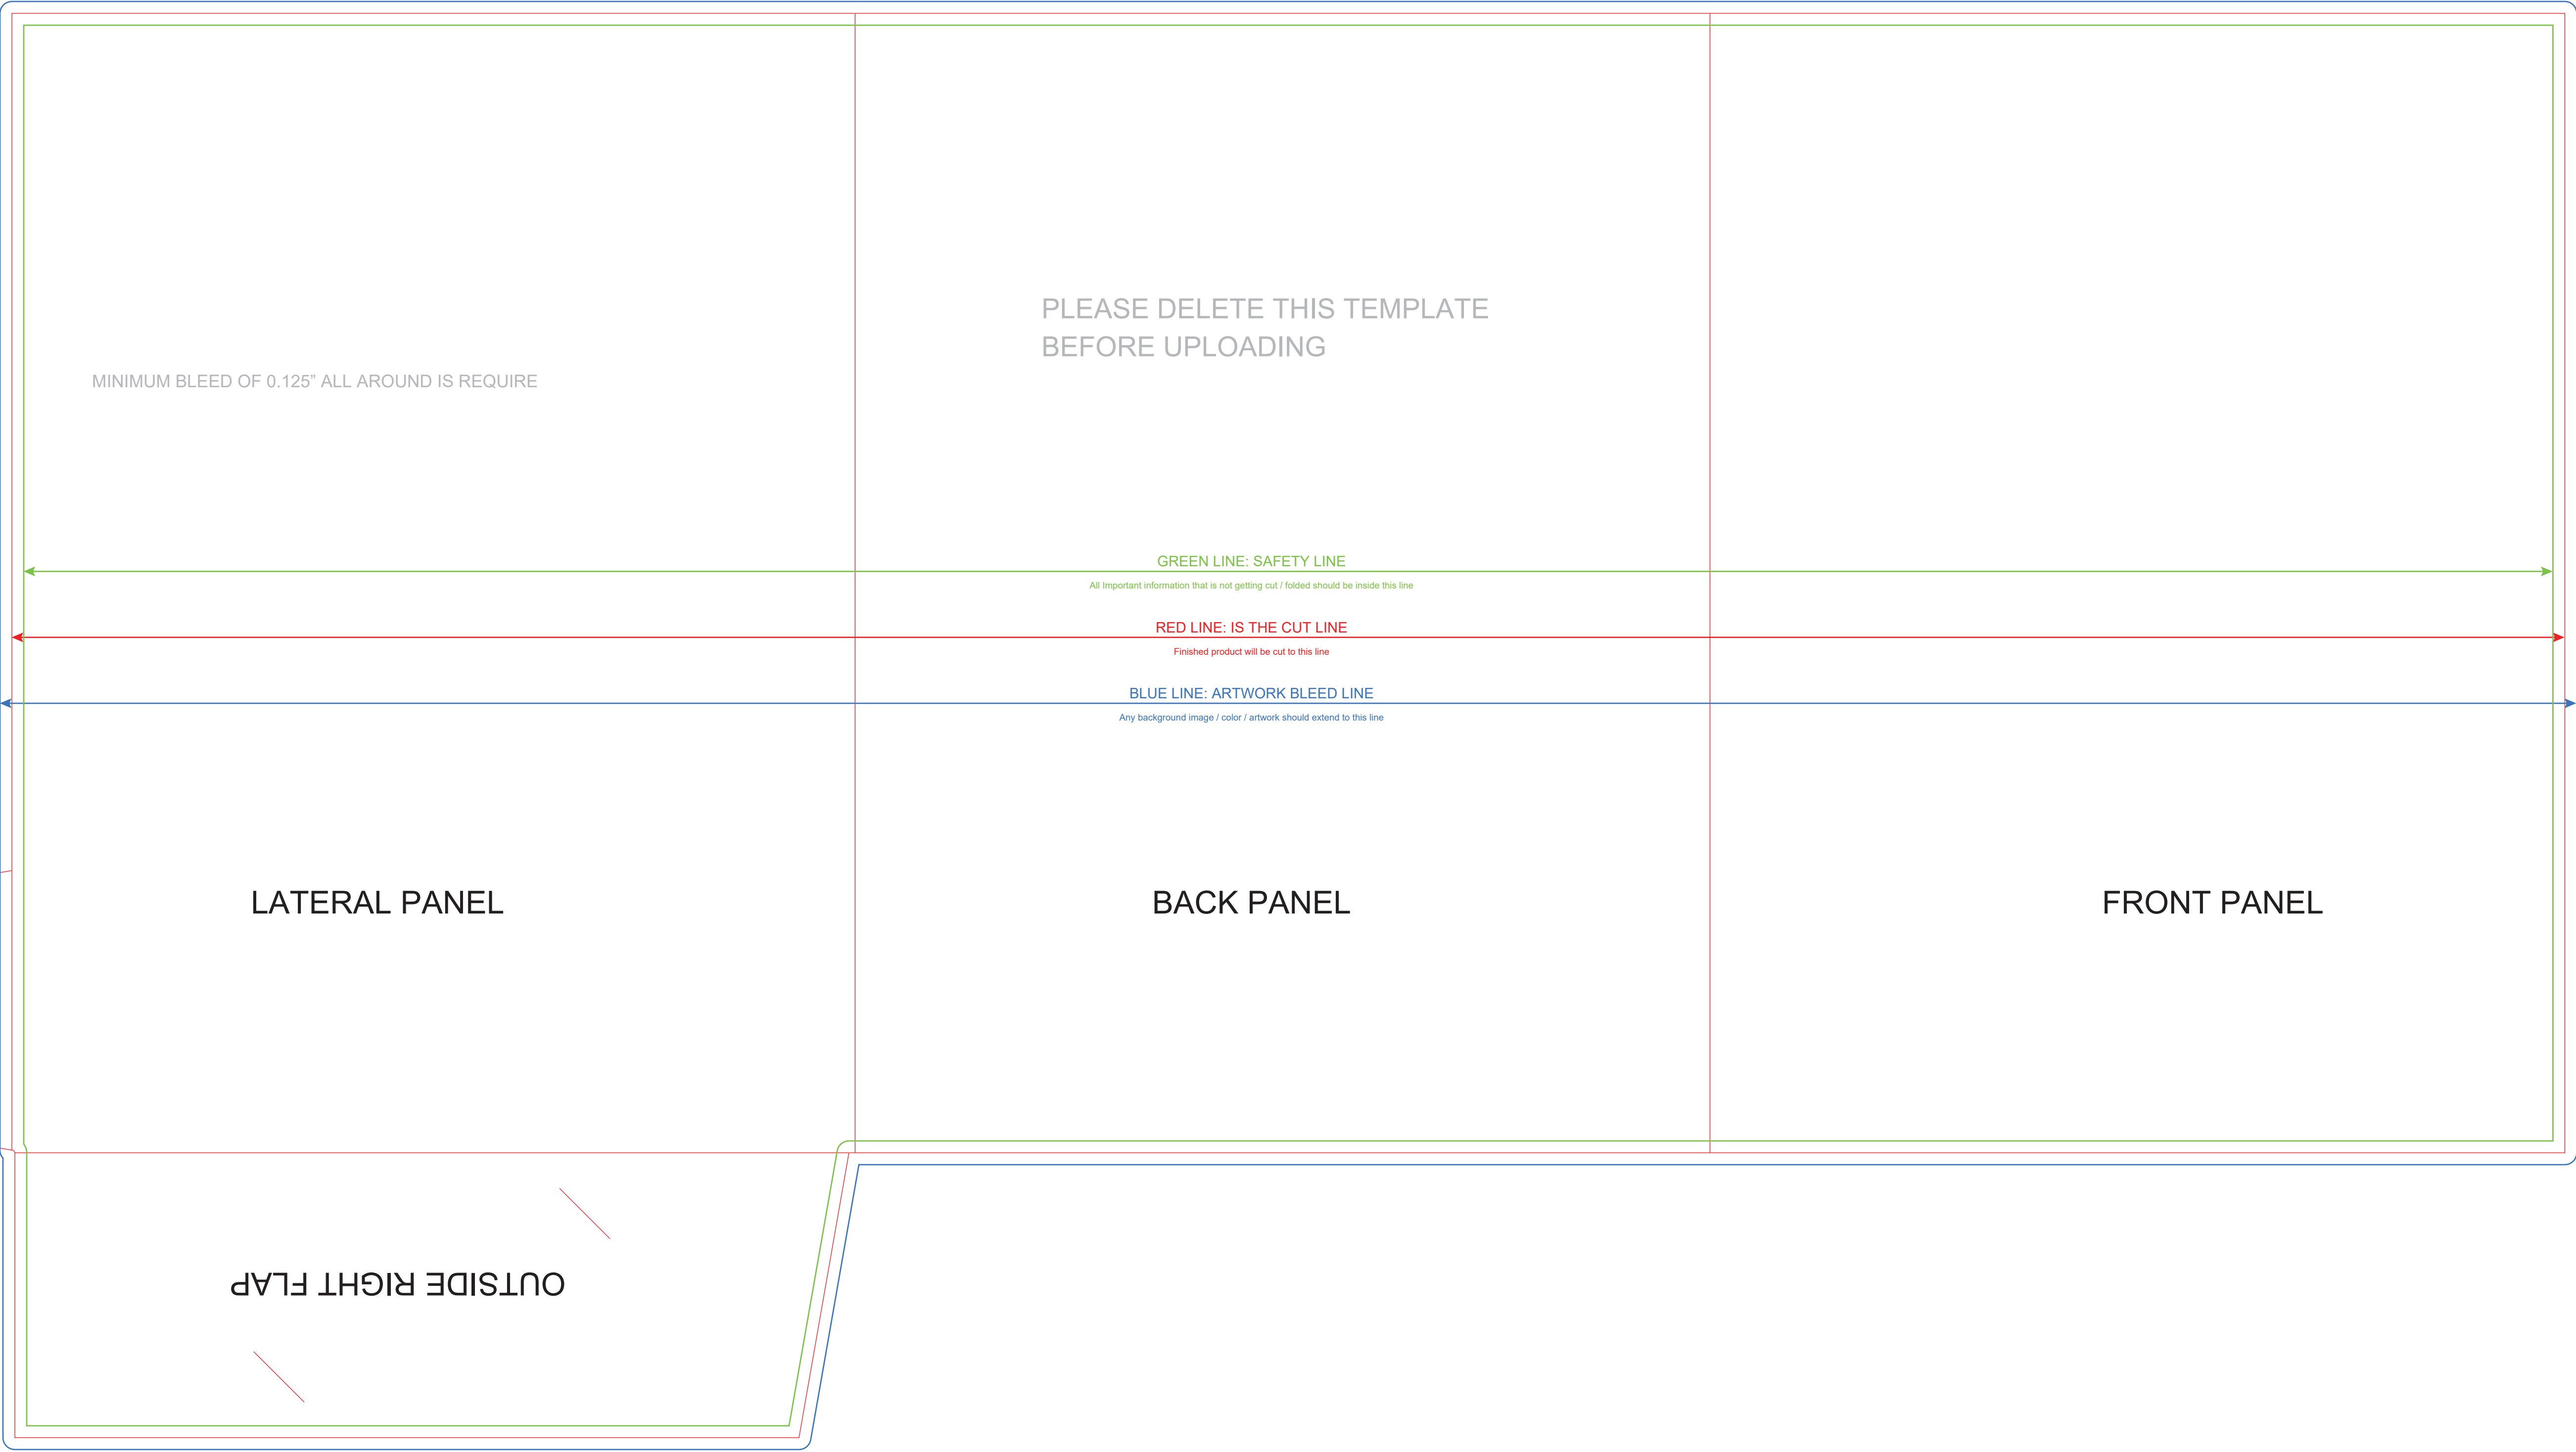 PLEASE DELETE THIS TEMPLATE
BEFORE UPLOADING
MINIMUM BLEED OF 0.125” ALL AROUND IS REQUIRE
GREEN LINE: SAFETY LINE
All Important information that is not getting cut / folded should be inside this line
RED LINE: IS THE CUT LINE
Finished product will be cut to this line
BLUE LINE: ARTWORK BLEED LINE
Any background image / color / artwork should extend to this line
LATERAL PANEL
BACK PANEL
FRONT PANEL
OUTSIDE RIGHT FLAP